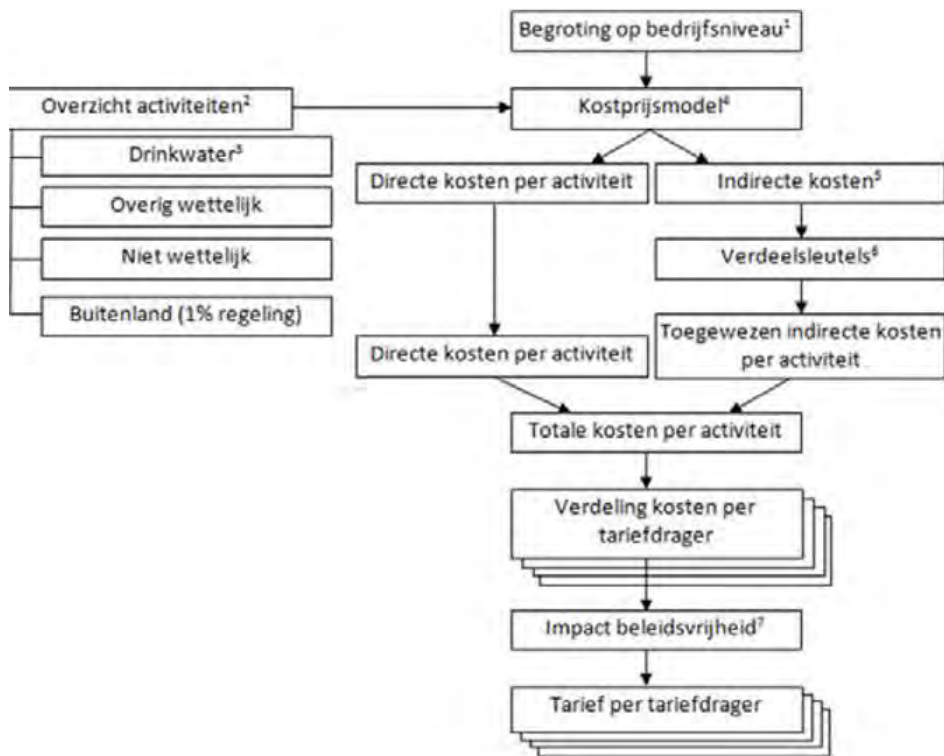 Begroting op bedrijfsniveau¹
Overzicht activiteiten²
Kostprijsmodel⁴
Drinkwater³
Directe kosten per activiteit
Indirecte kosten⁵
Overig wettelijk
Niet wettelijk
Verdeelsleutels⁶
Buitenland (1% regeling)
Directe kosten per activiteit
Toegewezen indirecte kosten
per activiteit
Totale kosten per activiteit
Verdeling kosten per
tariefdrager
Impact beleidsvrijheid⁷
Tarief per tariefdrager